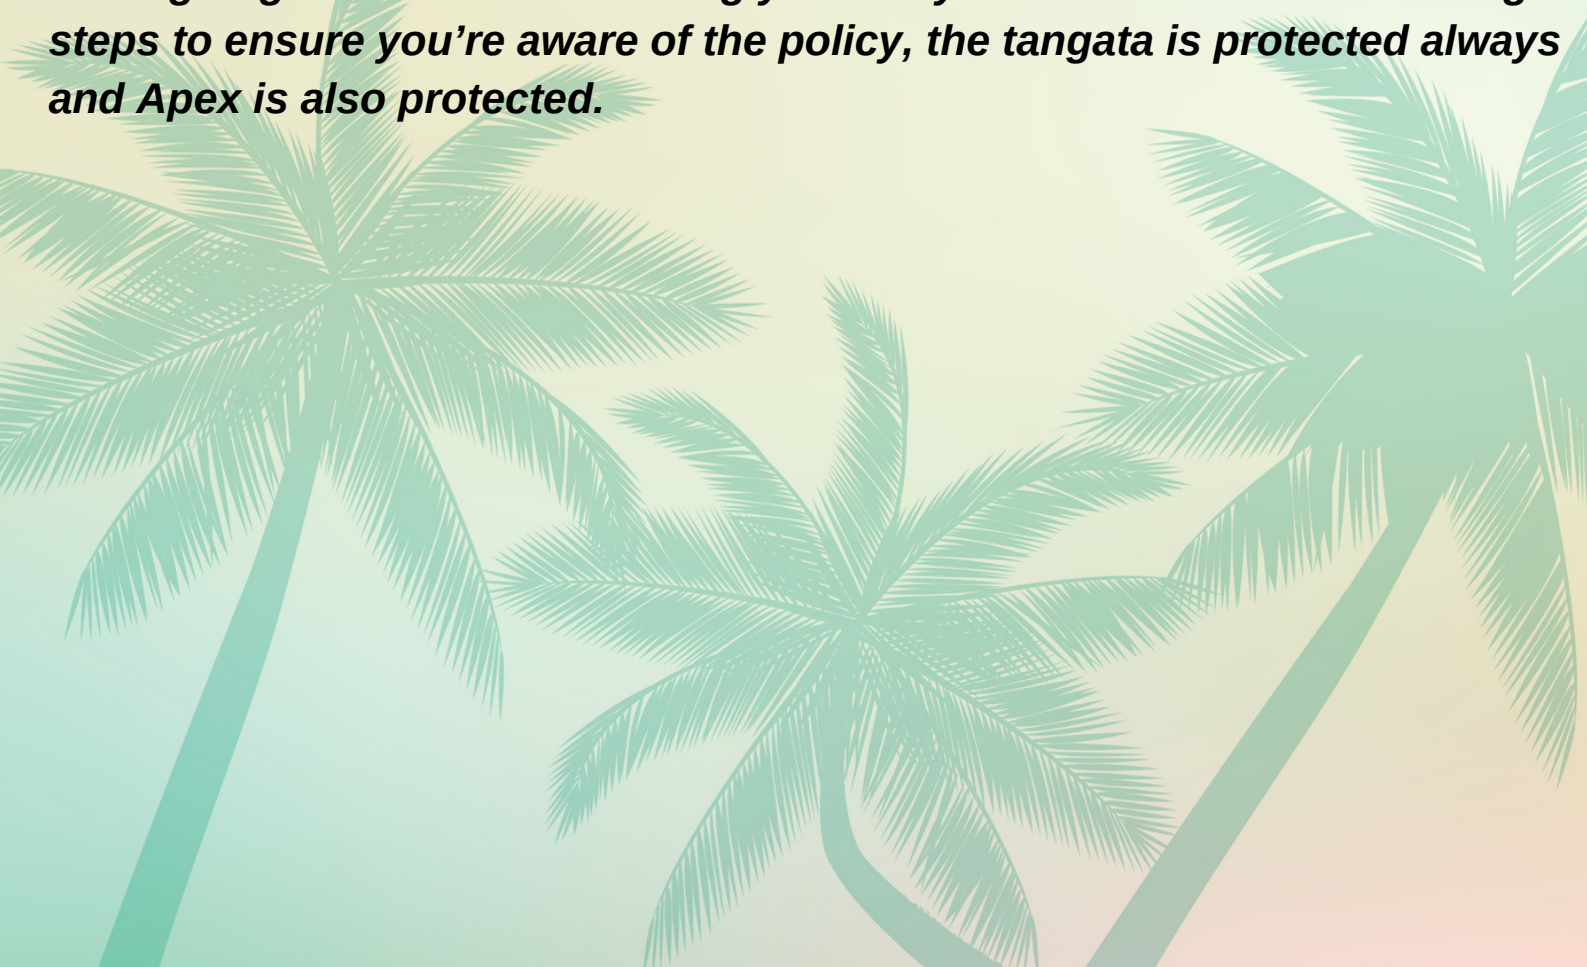 steps to ensure you’re aware of the policy, the tangata is protected always
and Apex is also protected.